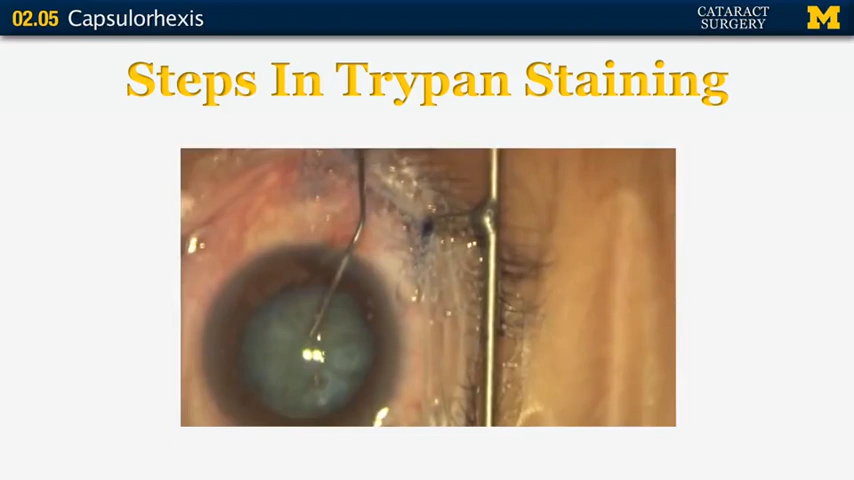 02.05 Capsulorhexis
CATARACT
SURGERY
M
Steps In Trypan Staining